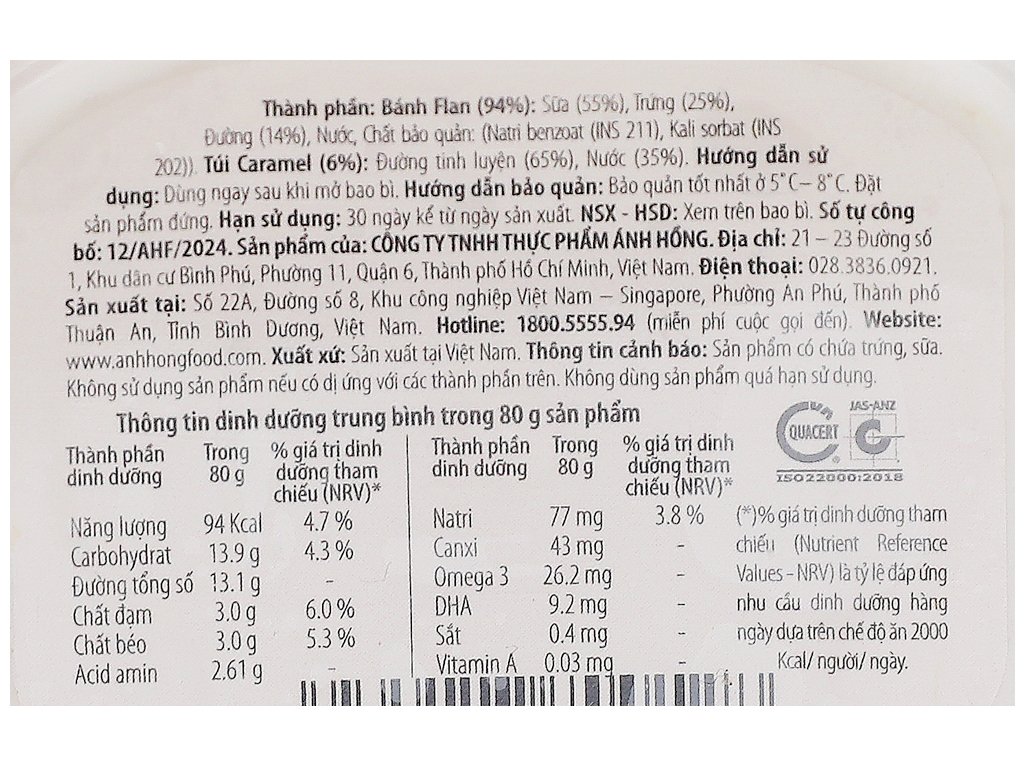 Thành phần: Bánh Flan (94%): Sữa (55%), Trứng (25%),
Đường (14%), Nước, Chất bảo quản: (Natri benzoat (INS 211), Kali sorbat (INS
202)). Túi Caramel (6%): Đường tinh luyện (65%), Nước (35%). Hướng dẫn sử
dụng: Dùng ngay sau khi mở bao bì. Hướng dẫn bảo quản: Bảo quản tốt nhất ở 5°C– 8°C. Đặt
sản phẩm đứng. Hạn sử dụng: 30 ngày kể từ ngày sản xuất. NSX - HSD: Xem trên bao bì. Số tự công
bố: 12/AHF/2024. Sản phẩm của: CÔNG TY TNHH THỰC PHẨM ÁNH HỒNG. Địa chỉ: 21 – 23 Đường số
1, Khu dân cư Bình Phú, Phường 11, Quận 6, Thành phố Hồ Chí Minh, Việt Nam. Điện thoại: 028.3836.0921.
Sản xuất tại: Số 22A, Đường số 8, Khu công nghiệp Việt Nam – Singapore, Phường An Phú, Thành phố
Thuận An, Tỉnh Bình Dương, Việt Nam. Hotline: 1800.5555.94 (miễn phí cuộc gọi đến). Website:
www.anhhongfood.com. Xuất xứ: Sản xuất tại Việt Nam. Thông tin cảnh báo: Sản phẩm có chứa trứng, sữa.
Không sử dụng sản phẩm nếu có dị ứng với các thành phần trên. Không dùng sản phẩm quá hạn sử dụng.
Thông tin dinh dưỡng trung bình trong 80 g sản phẩm
Thành phần dinh dưỡng Trong 80 g % giá trị dinh dưỡng tham chiếu (NRV)*
Năng lượng 94 Kcal 4.7 %
Carbohydrat 13.9 g 4.3 %
Đường tổng số 13.1 g -
Chất đạm 3.0 g 6.0 %
Chất béo 3.0 g 5.3 %
Acid amin 2.61 g -
Thành phần dinh dưỡng Trong 80 g % giá trị dinh dưỡng tham chiếu (NRV)*
Natri 77 mg 3.8 %
Canxi 43 mg -
Omega 3 26.2 mg -
DHA 9.2 mg -
Sắt 0.4 mg -
Vitamin A 0.03 mg -
QUACERT
JAS-ANZ
ISO22000:2018
(*)% giá trị dinh dưỡng tham
chiếu (Nutrient Reference
Values - NRV) là tỷ lệ đáp ứng
nhu cầu dinh dưỡng hàng
ngày dựa trên chế độ ăn 2000
Kcal/ người/ ngày.